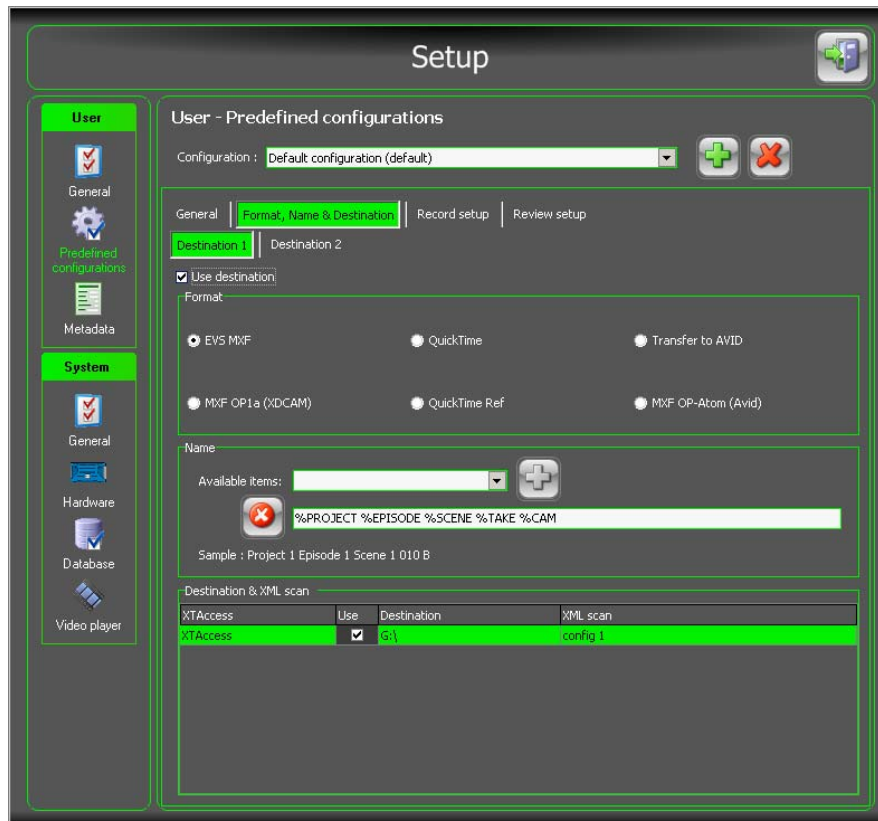 Setup
User
General
Predefined
configurations
Metadata
System
General
Hardware
Database
Video player
User - Predefined configurations
Configuration : Default configuration (default)
General Format, Name & Destination Record setup Review setup
Destination 1 Destination 2
Use destination
Format
EVS MXF QuickTime Transfer to AVID
MXF OP1a (XDCAM) QuickTime Ref MXF OP-Atom (Avid)
Name
Available items:
%PROJECT %EPISODE %SCENE %TAKE %CAM
Sample : Project 1 Episode 1 Scene 1 010 B
Destination & XML scan
XTAccess Use Destination XML scan
XTAccess G:\ config 1